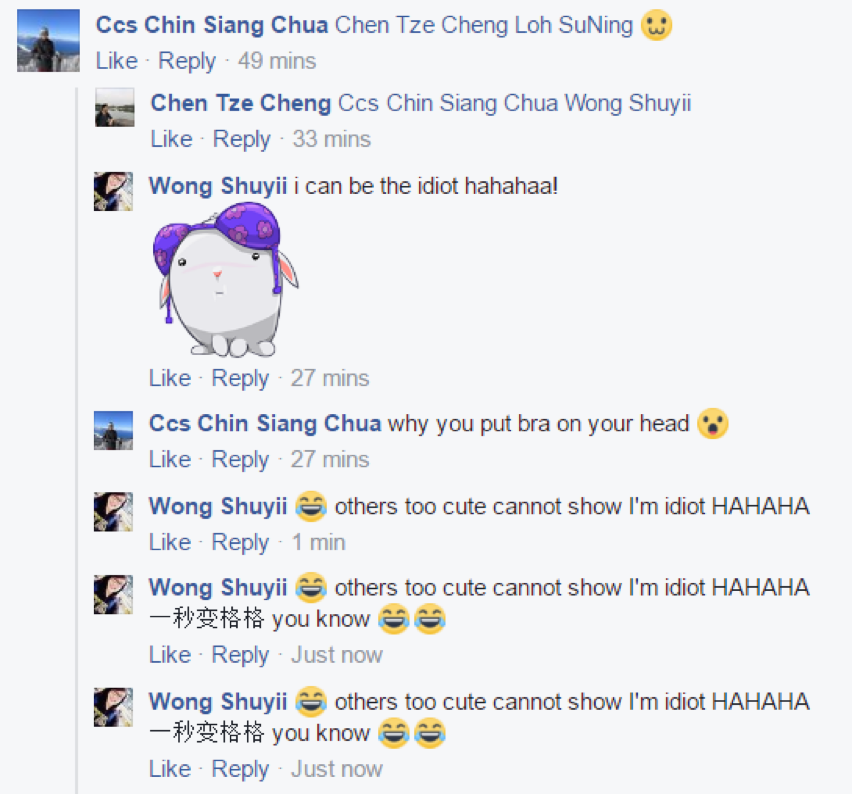 Ccs Chin Siang Chua Chen Tze Cheng Loh SuNing
Like · Reply · 49 mins
Chen Tze Cheng Ccs Chin Siang Chua Wong Shuyii
Like · Reply · 33 mins
Wong Shuyii i can be the idiot hahahaa!
Like · Reply · 27 mins
Ccs Chin Siang Chua why you put bra on your head 😮
Like · Reply · 27 mins
Wong Shuyii 😂 others too cute cannot show I'm idiot HAHAHA
Like · Reply · 1 min
Wong Shuyii 😂 others too cute cannot show I'm idiot HAHAHA
一秒变格格 you know 😂😂
Like · Reply · Just now
Wong Shuyii 😂 others too cute cannot show I'm idiot HAHAHA
一秒变格格 you know 😂😂
Like · Reply · Just now